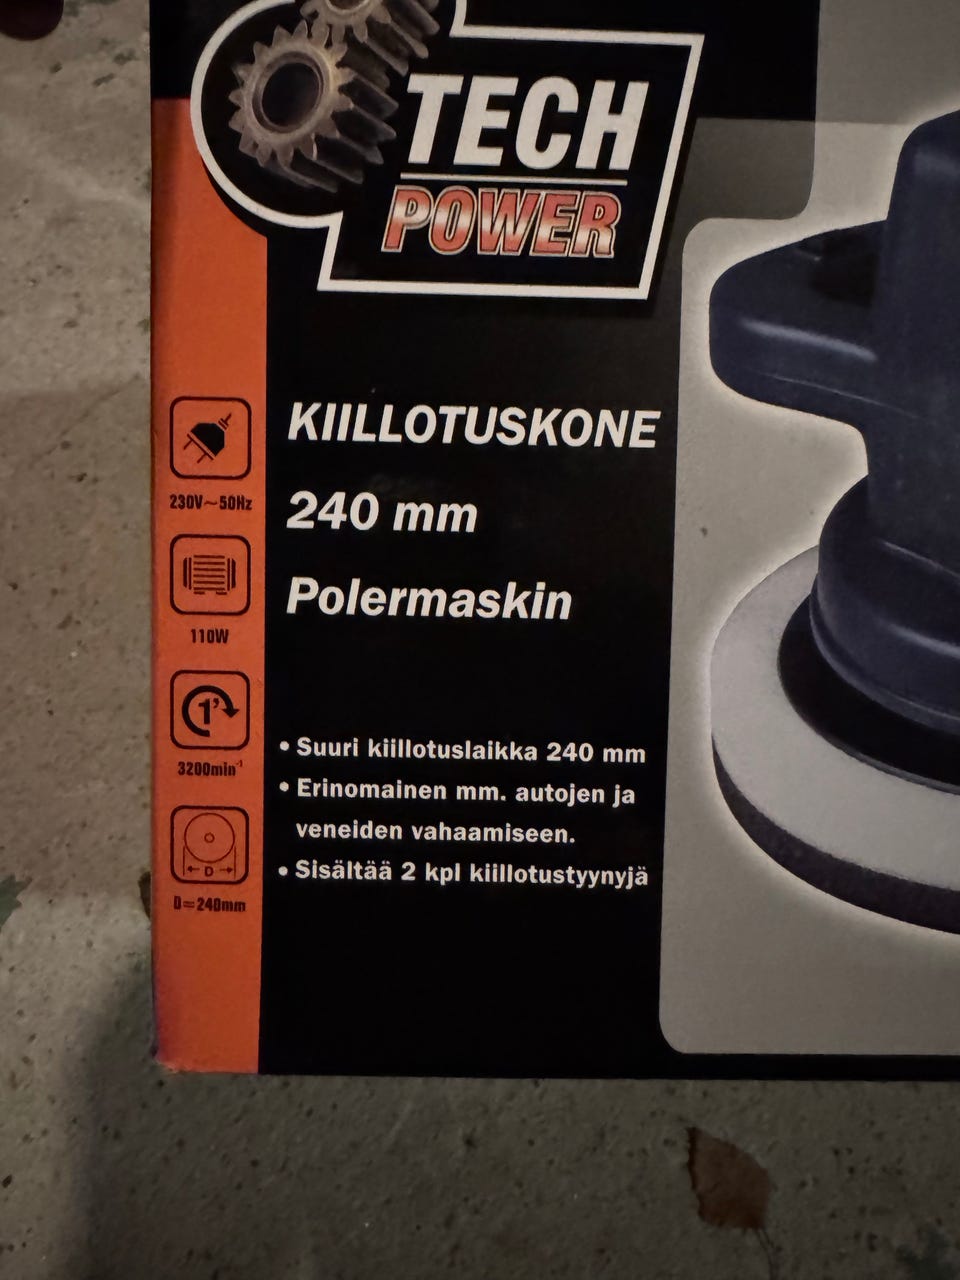 TECH
POWER
KIILLOTUSKONE
240 mm
Polermaskin
230V~50Hz
110W
1'
3200min⁻¹
D
D=240mm
• Suuri kiillotuslaikka 240 mm
• Erinomainen mm. autojen ja
veneiden vahaamiseen.
• Sisältää 2 kpl kiillotustyynyjä